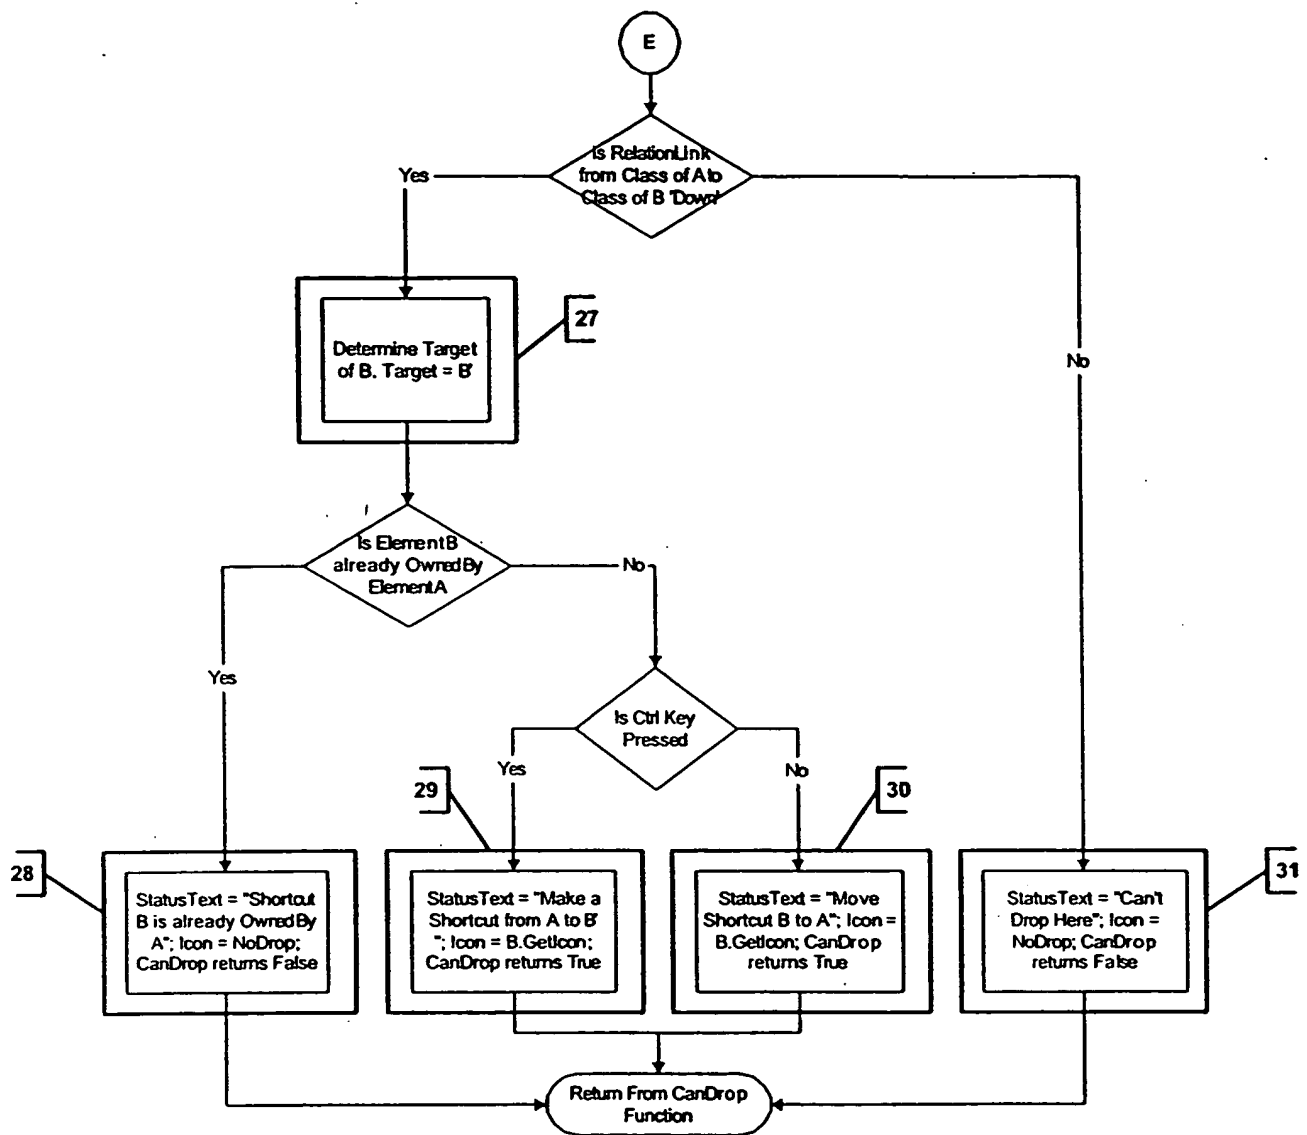 E
Is RelationLink
from Class of A to
Class of B 'Down'
Yes
No
27
Determine Target
of B. Target = B'
Is Element B
already OwnedBy
Element A
No
Yes
Is Ctrl Key
Pressed
Yes
No
29
30
28
31
StatusText = "Shortcut
B is already OwnedBy
A"; Icon = NoDrop;
CanDrop returns False
StatusText = "Make a
Shortcut from A to B'
"; Icon = B.GetIcon;
CanDrop returns True
StatusText = "Move
Shortcut B to A"; Icon =
B.GetIcon; CanDrop
returns True
StatusText = "Can't
Drop Here"; Icon =
NoDrop; CanDrop
returns False
Return From CanDrop
Function